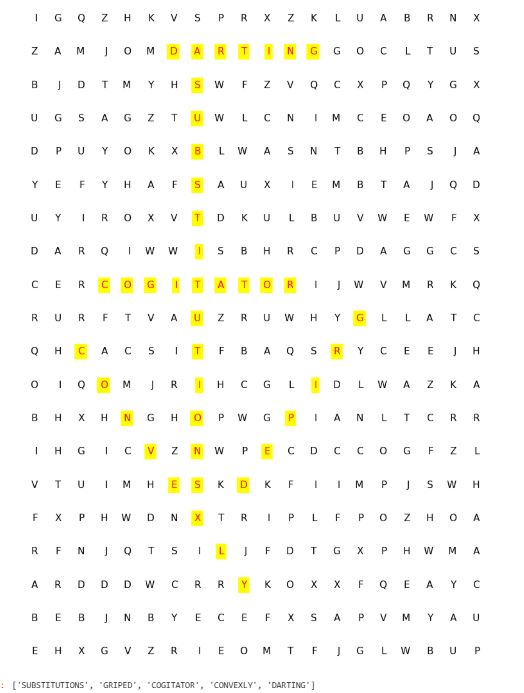 I G Q Z H K V S P R X Z K L U A B R N X
Z A M J O M D A R T I N G G O C L T U S
B J D T M Y H S W F Z V Q C X P Q Y G X
U G S A G Z T U W L C N I M C E O A O Q
D P U Y O K X B L W A S N T B H P S J A
Y E F Y H A F S A U X I E M B T A J Q D
U Y I R O X V T D K U L B U V W E W F X
D A R Q I W W I S B H R C P D A G G C S
C E R C O G I T A T O R I J W V M R K Q
R U R F T V A U Z R U W H Y G L L A T C
Q H C A C S I T F B A Q S R Y C E E J H
O I Q O M J R I H C G L I D L W A Z K A
B H X H N G H O P W G P I A N L T C R R
I H G I C V Z N W P E C D C C O G F Z L
V T U I M H E S K D K F I I M P J S W H
F X P H W D N X T R I P L F P O Z H O A
R F N J Q T S I L J F D T G X P H W M A
A R D D D W C R R Y K O X X F Q E A Y C
B E B J N B Y E C E F X S A P V M Y A U
E H X G V Z R I E O M T F J G L W B U P
: ['SUBSTITUTIONS', 'GRIPED', 'COGITATOR', 'CONVEXLY', 'DARTING']